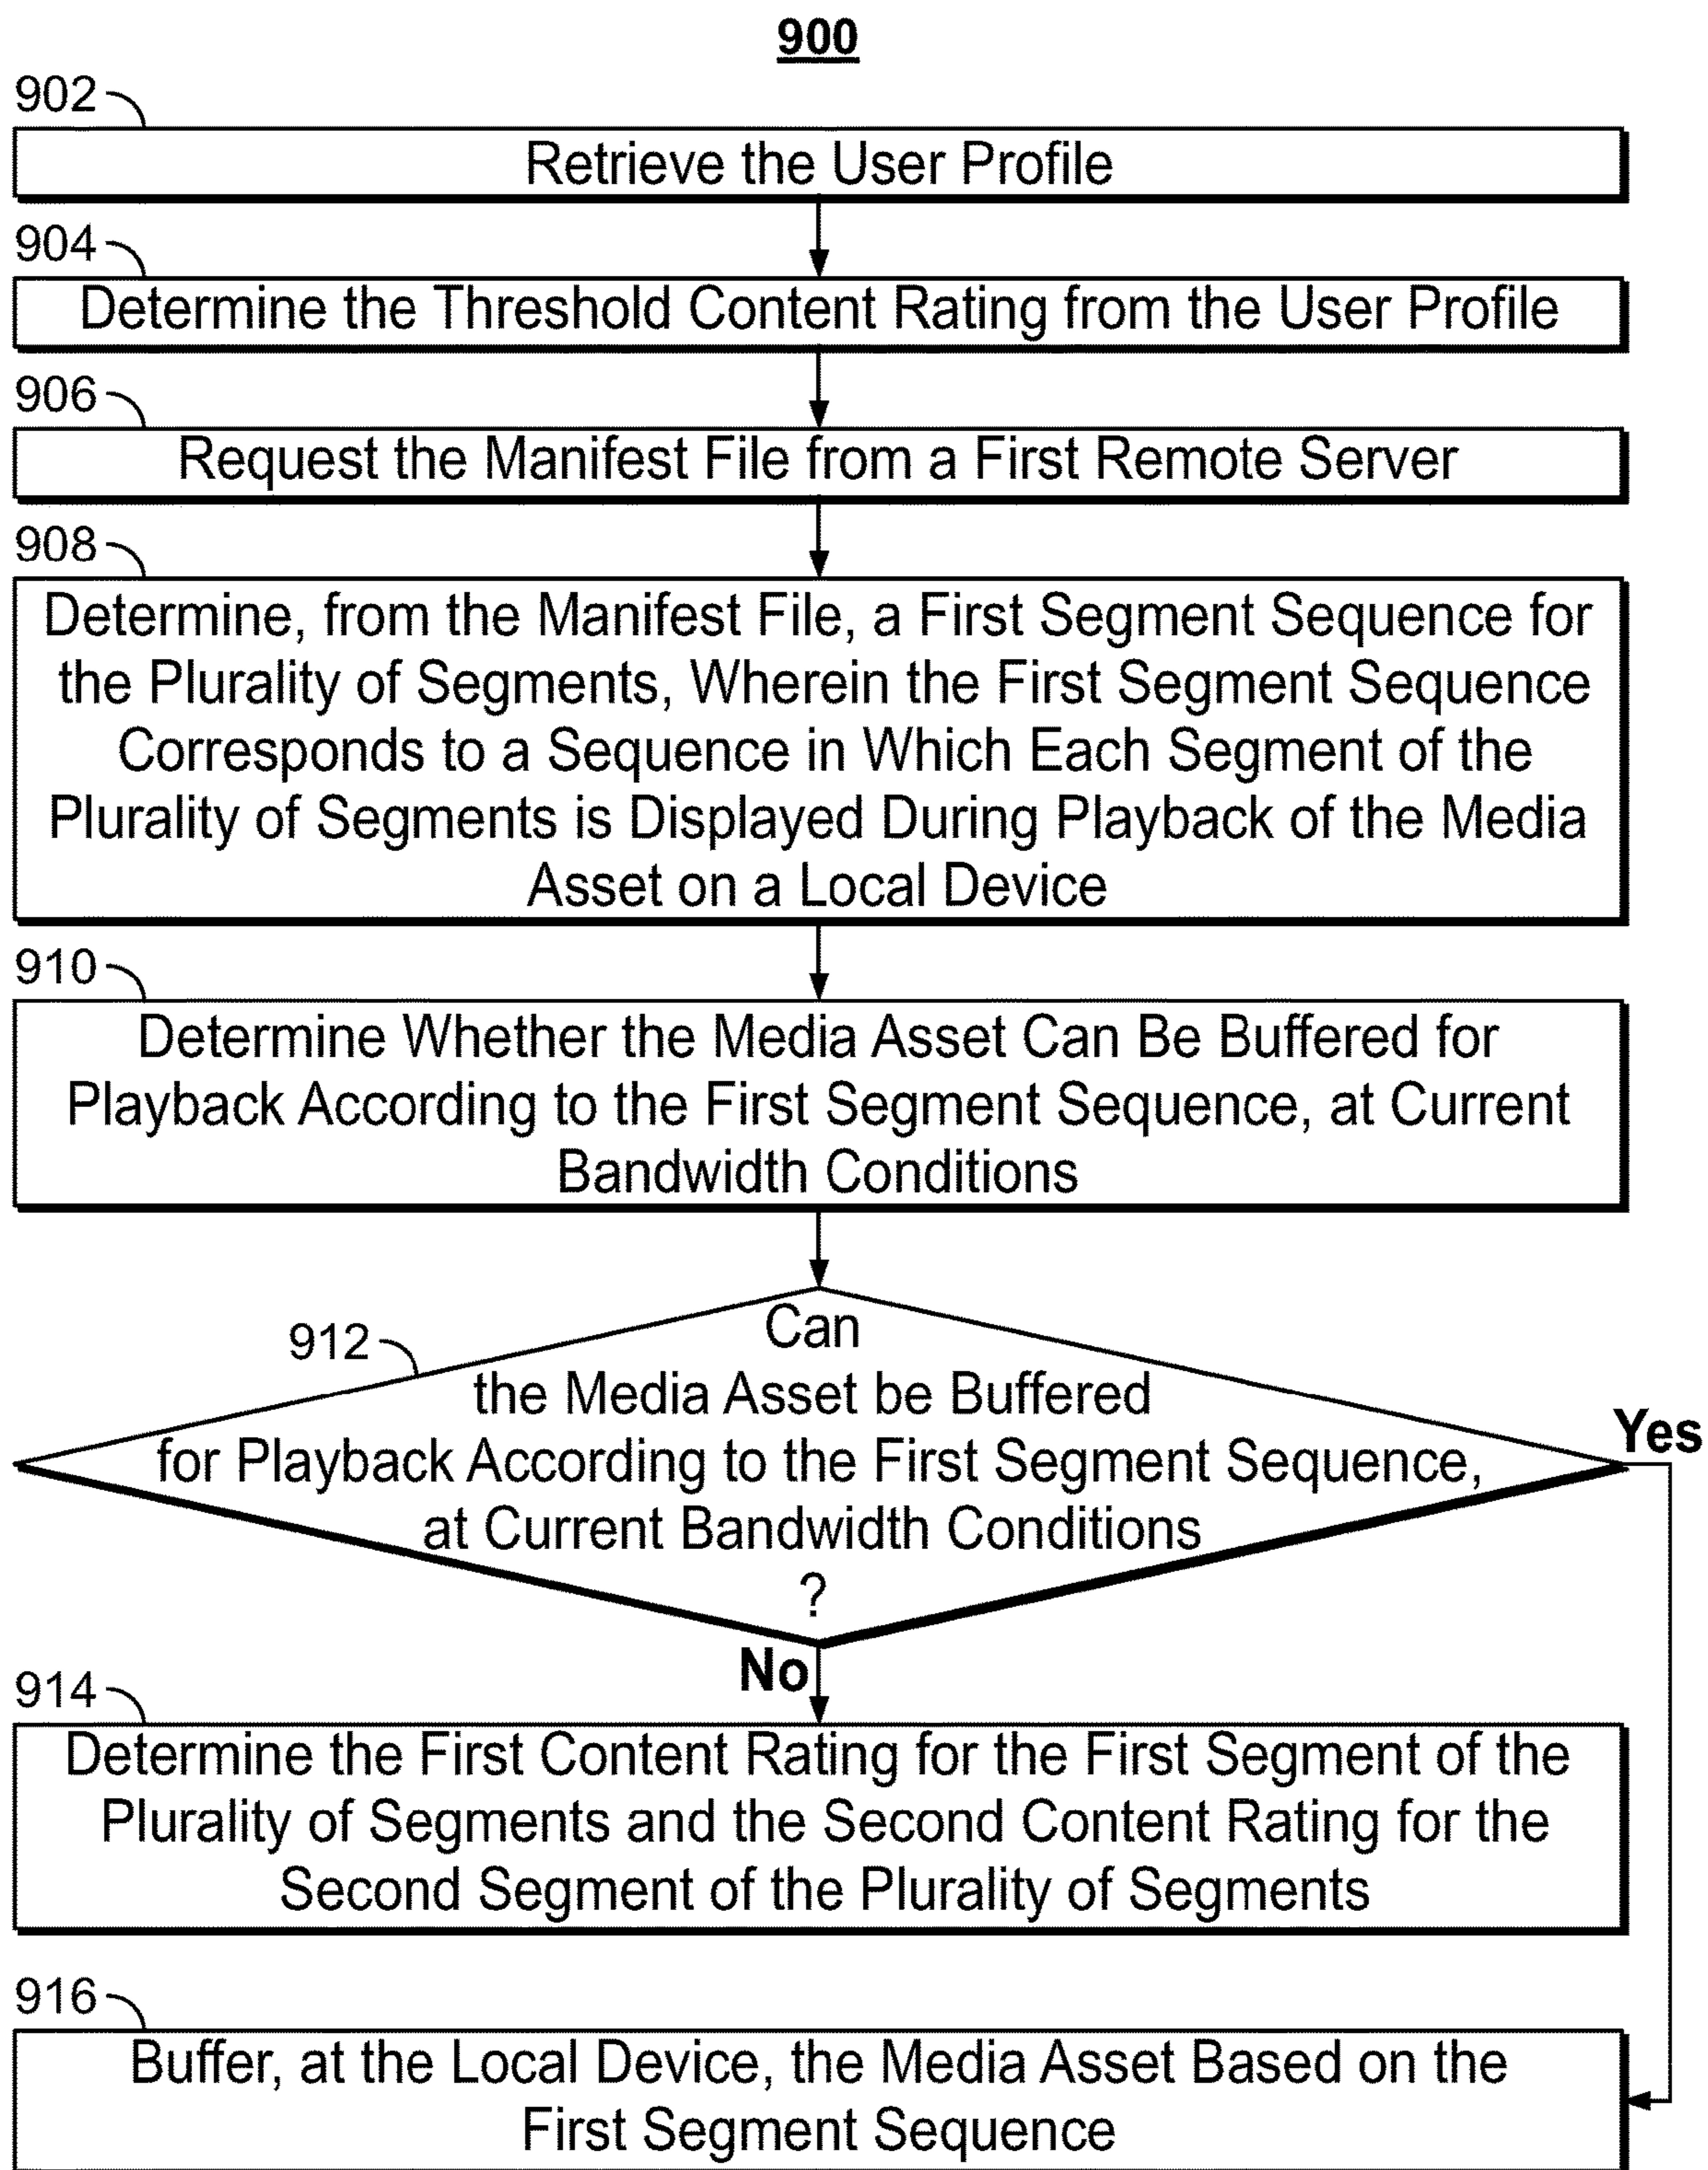 900
902
Retrieve the User Profile
904
Determine the Threshold Content Rating from the User Profile
906
Request the Manifest File from a First Remote Server
908
Determine, from the Manifest File, a First Segment Sequence for
the Plurality of Segments, Wherein the First Segment Sequence
Corresponds to a Sequence in Which Each Segment of the
Plurality of Segments is Displayed During Playback of the Media
Asset on a Local Device
910
Determine Whether the Media Asset Can Be Buffered for
Playback According to the First Segment Sequence, at Current
Bandwidth Conditions
912
Can
the Media Asset be Buffered
for Playback According to the First Segment Sequence,
at Current Bandwidth Conditions
?
Yes
No
914
Determine the First Content Rating for the First Segment of the
Plurality of Segments and the Second Content Rating for the
Second Segment of the Plurality of Segments
916
Buffer, at the Local Device, the Media Asset Based on the
First Segment Sequence